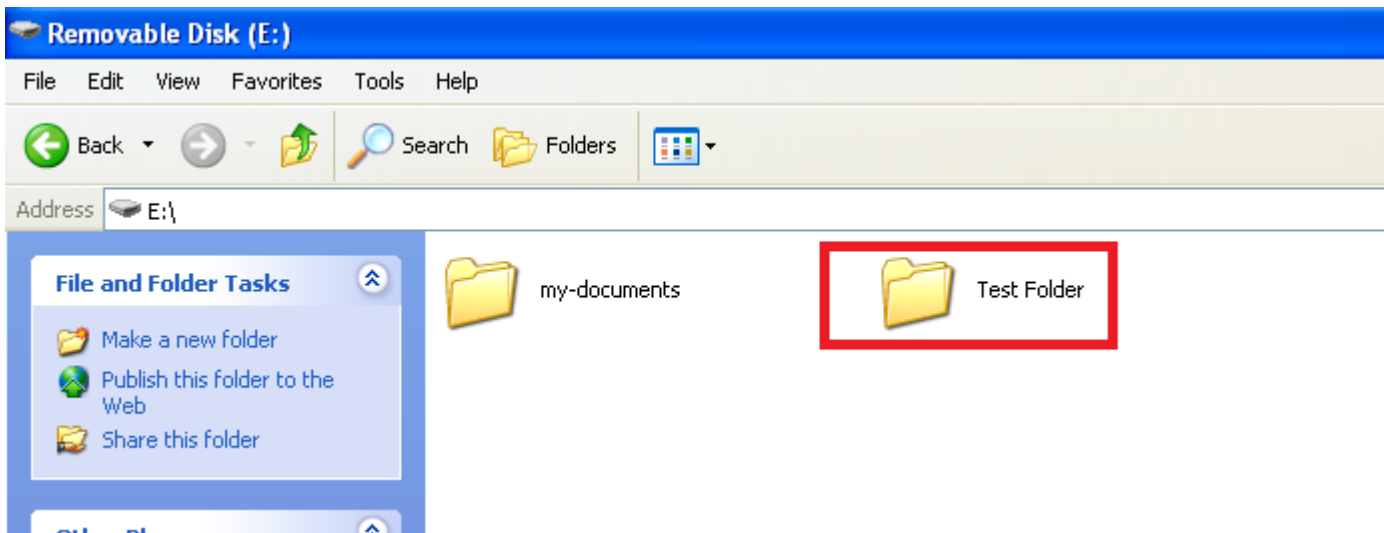 Removable Disk (E:)
File Edit View Favorites Tools Help
Back Search Folders
Address E:\
File and Folder Tasks
Make a new folder
Publish this folder to the
Web
Share this folder
my-documents
Test Folder